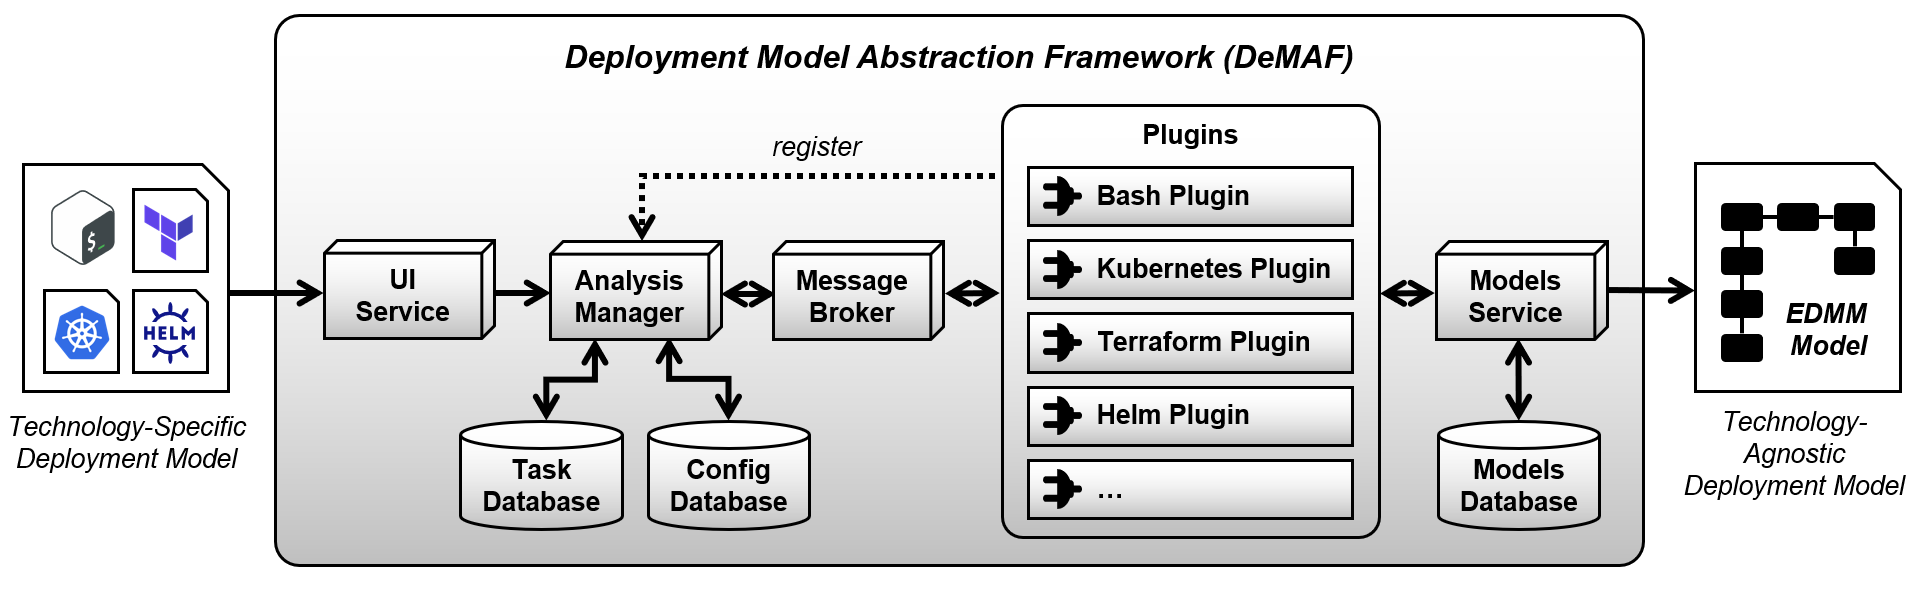 Deployment Model Abstraction Framework (DeMAF)
register
Plugins
Bash Plugin
Kubernetes Plugin
Terraform Plugin
Helm Plugin
...
$
HELM
Technology-Specific
Deployment Model
UI
Service
Analysis
Manager
Message
Broker
Task
Database
Config
Database
Models
Service
Models
Database
EDMM
Model
Technology-
Agnostic
Deployment Model